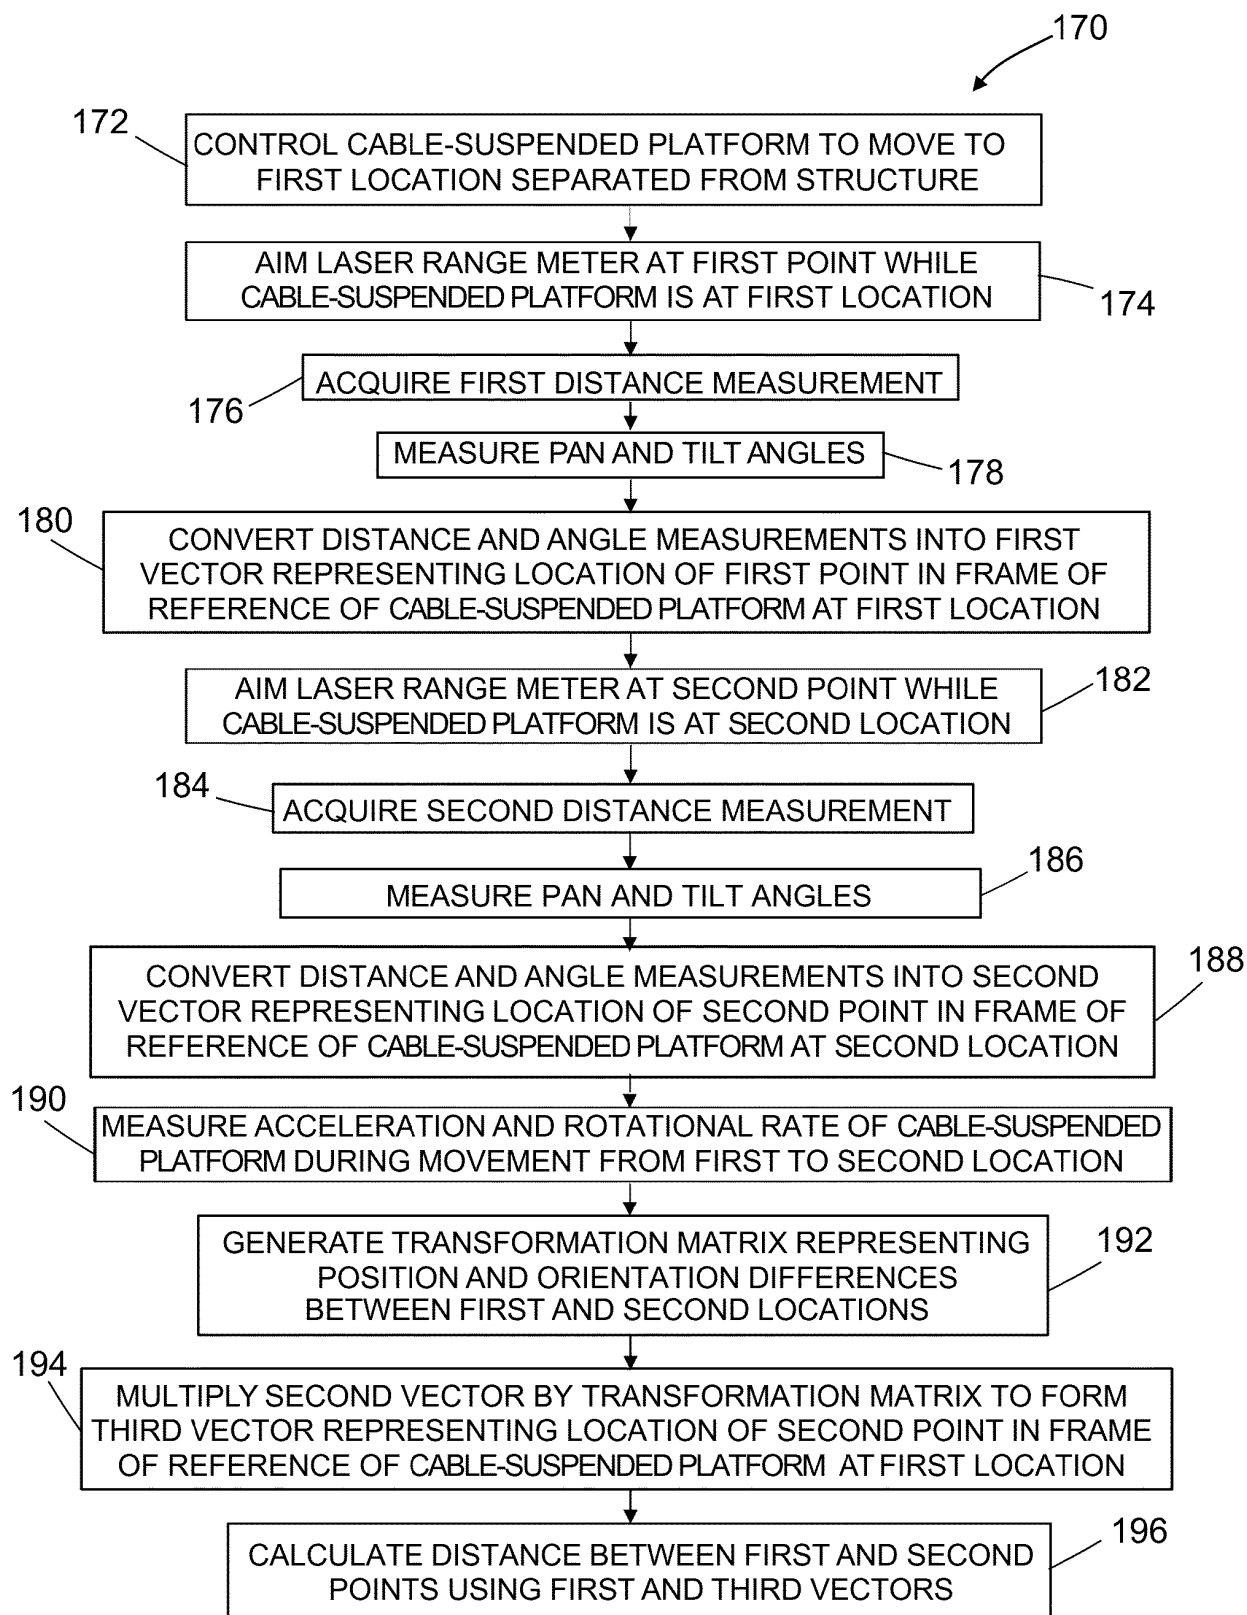 170
172
CONTROL CABLE-SUSPENDED PLATFORM TO MOVE TO
FIRST LOCATION SEPARATED FROM STRUCTURE
AIM LASER RANGE METER AT FIRST POINT WHILE
CABLE-SUSPENDED PLATFORM IS AT FIRST LOCATION
174
ACQUIRE FIRST DISTANCE MEASUREMENT
176
MEASURE PAN AND TILT ANGLES
178
180
CONVERT DISTANCE AND ANGLE MEASUREMENTS INTO FIRST
VECTOR REPRESENTING LOCATION OF FIRST POINT IN FRAME OF
REFERENCE OF CABLE-SUSPENDED PLATFORM AT FIRST LOCATION
AIM LASER RANGE METER AT SECOND POINT WHILE
CABLE-SUSPENDED PLATFORM IS AT SECOND LOCATION
182
184
ACQUIRE SECOND DISTANCE MEASUREMENT
186
MEASURE PAN AND TILT ANGLES
CONVERT DISTANCE AND ANGLE MEASUREMENTS INTO SECOND
VECTOR REPRESENTING LOCATION OF SECOND POINT IN FRAME OF
REFERENCE OF CABLE-SUSPENDED PLATFORM AT SECOND LOCATION
188
190
MEASURE ACCELERATION AND ROTATIONAL RATE OF CABLE-SUSPENDED
PLATFORM DURING MOVEMENT FROM FIRST TO SECOND LOCATION
GENERATE TRANSFORMATION MATRIX REPRESENTING
POSITION AND ORIENTATION DIFFERENCES
BETWEEN FIRST AND SECOND LOCATIONS
192
194
MULTIPLY SECOND VECTOR BY TRANSFORMATION MATRIX TO FORM
THIRD VECTOR REPRESENTING LOCATION OF SECOND POINT IN FRAME
OF REFERENCE OF CABLE-SUSPENDED PLATFORM AT FIRST LOCATION
CALCULATE DISTANCE BETWEEN FIRST AND SECOND
POINTS USING FIRST AND THIRD VECTORS
196